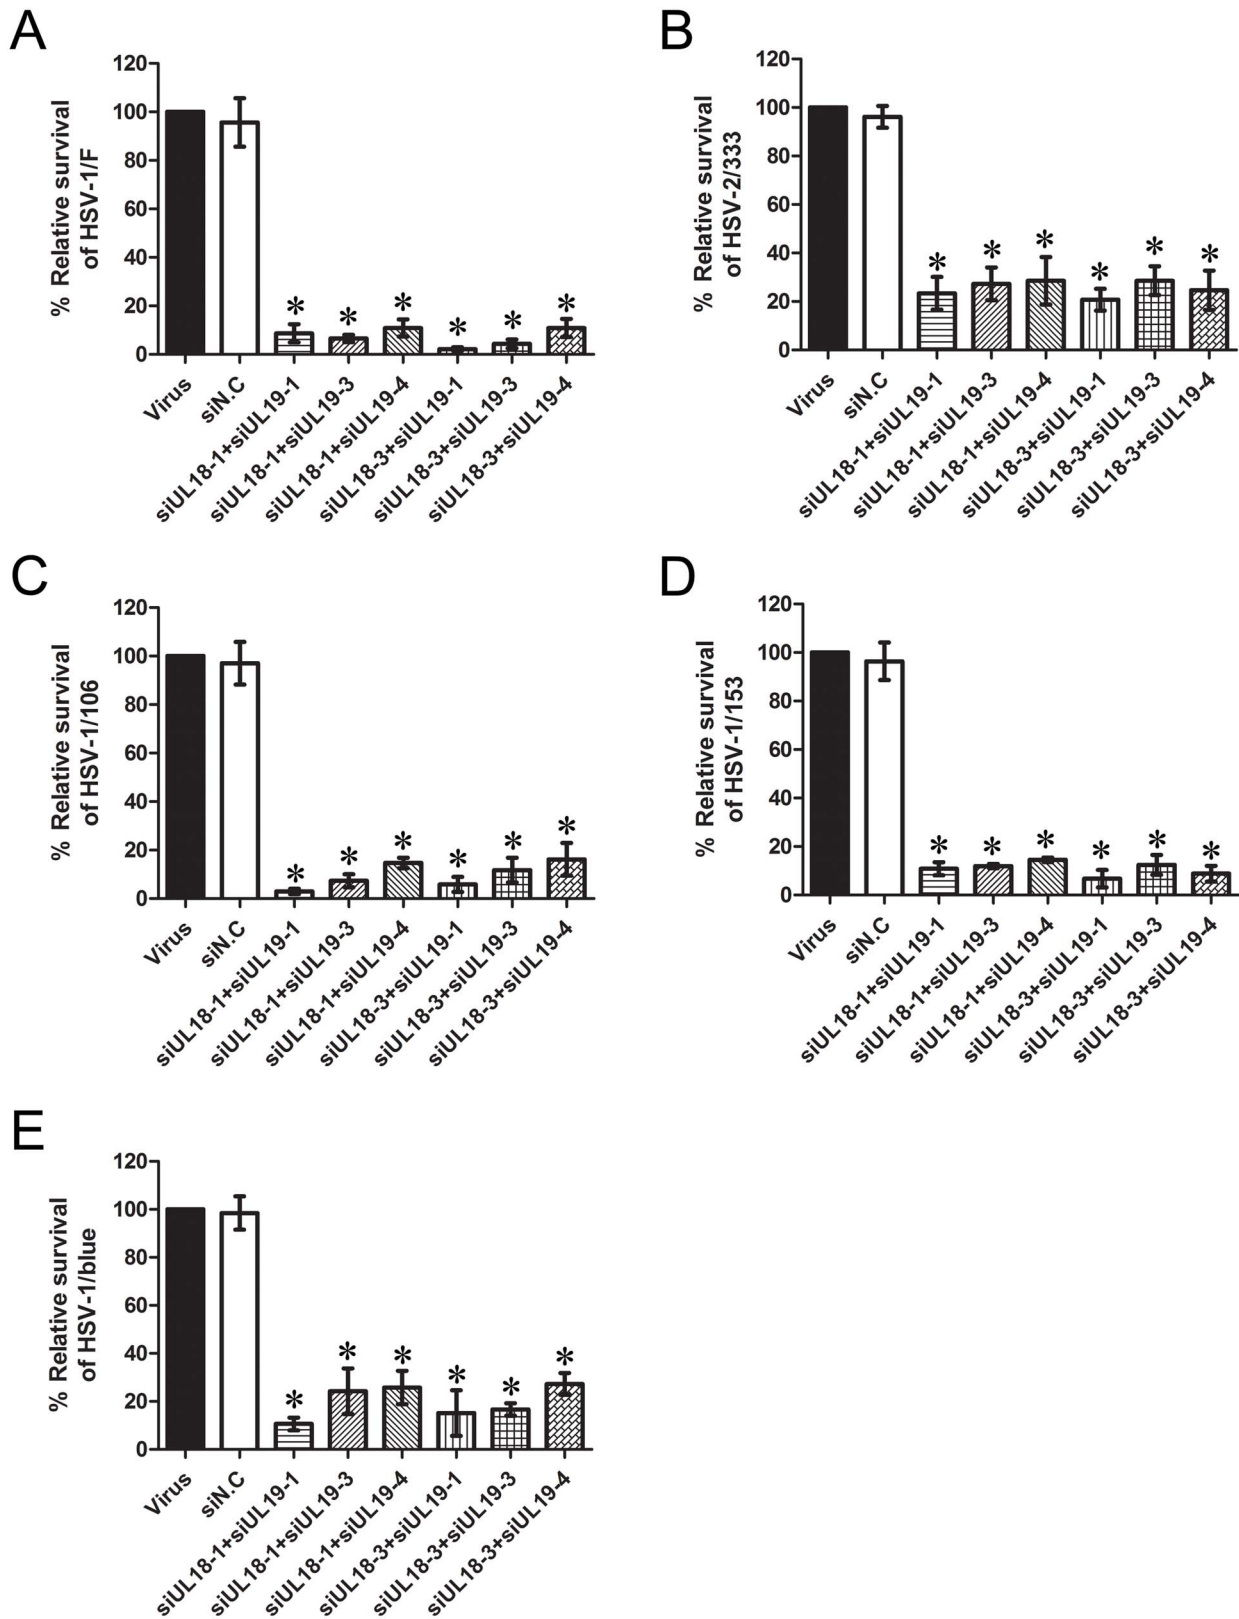 A
% Relative survival
of HSV-1/F
120
100
80
60
40
20
0
* * * * * *
Virus
siN.C
siUL18-1+siUL19-1
siUL18-1+siUL19-3
siUL18-1+siUL19-4
siUL18-3+siUL19-1
siUL18-3+siUL19-3
siUL18-3+siUL19-4
B
% Relative survival
of HSV-2/333
120
100
80
60
40
20
0
* * * * * *
Virus
siN.C
siUL18-1+siUL19-1
siUL18-1+siUL19-3
siUL18-1+siUL19-4
siUL18-3+siUL19-1
siUL18-3+siUL19-3
siUL18-3+siUL19-4
C
% Relative survival
of HSV-1/106
120
100
80
60
40
20
0
* * * * * *
Virus
siN.C
siUL18-1+siUL19-1
siUL18-1+siUL19-3
siUL18-1+siUL19-4
siUL18-3+siUL19-1
siUL18-3+siUL19-3
siUL18-3+siUL19-4
D
% Relative survival
of HSV-1/153
120
100
80
60
40
20
0
* * * * * *
Virus
siN.C
siUL18-1+siUL19-1
siUL18-1+siUL19-3
siUL18-1+siUL19-4
siUL18-3+siUL19-1
siUL18-3+siUL19-3
siUL18-3+siUL19-4
E
% Relative survival
of HSV-1/blue
120
100
80
60
40
20
0
* * * * * *
Virus
siN.C
siUL18-1+siUL19-1
siUL18-1+siUL19-3
siUL18-1+siUL19-4
siUL18-3+siUL19-1
siUL18-3+siUL19-3
siUL18-3+siUL19-4